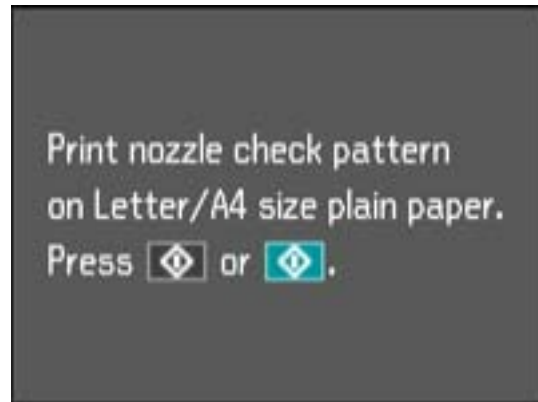 Print nozzle check pattern
on Letter/A4 size plain paper.
Press or .